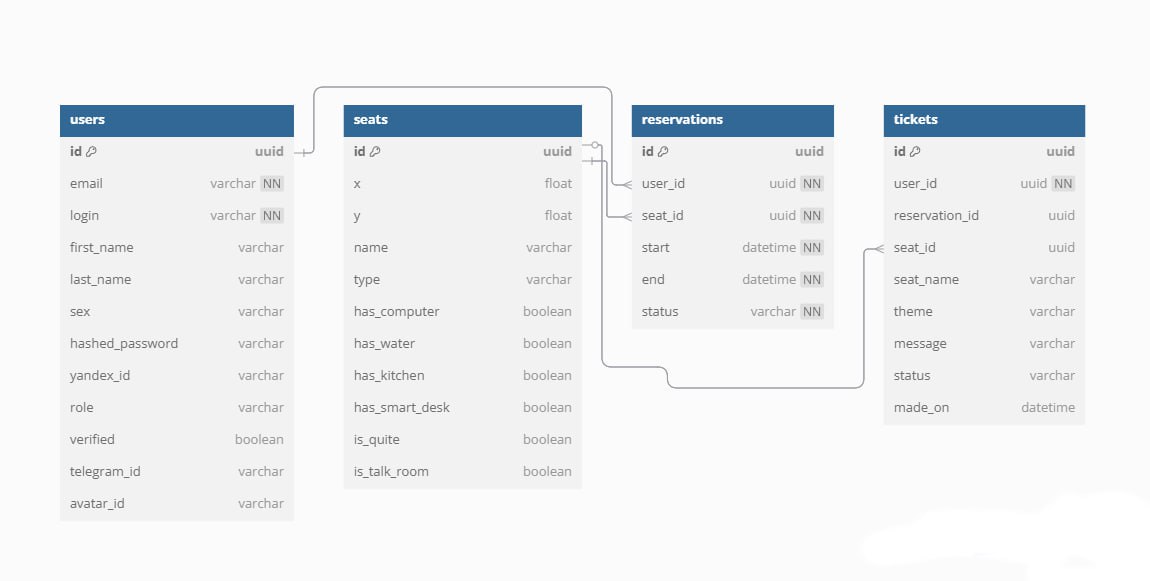 users
id uuid
email varchar NN
login varchar NN
first_name varchar
last_name varchar
sex varchar
hashed_password varchar
yandex_id varchar
role varchar
verified boolean
telegram_id varchar
avatar_id varchar
seats
id uuid
x float
y float
name varchar
type varchar
has_computer boolean
has_water boolean
has_kitchen boolean
has_smart_desk boolean
is_quite boolean
is_talk_room boolean
reservations
id uuid
user_id uuid NN
seat_id uuid NN
start datetime NN
end datetime NN
status varchar NN
tickets
id uuid
user_id uuid NN
reservation_id uuid
seat_id uuid
seat_name varchar
theme varchar
message varchar
status varchar
made_on datetime